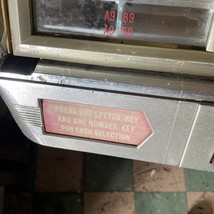 A9 89
PRESS ONE LETTER KEY
AND ONE NUMBER KEY
FOR EACH SELECTION